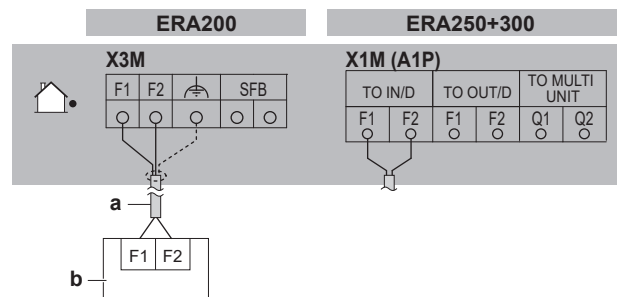 ERA200 ERA250+300
X3M X1M (A1P)
F1 F2 SFB
TO IN/D TO OUT/D TO MULTI UNIT
F1 F2 F1 F2 Q1 Q2
a
F1 F2
b